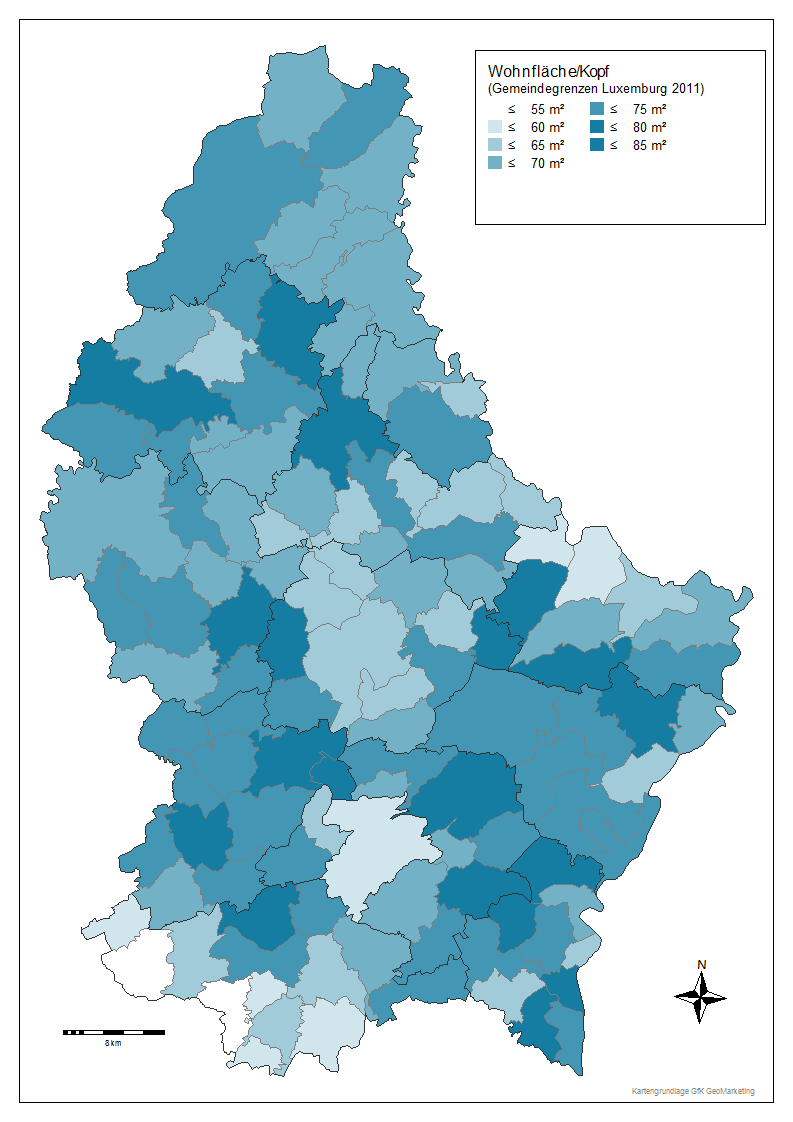 Wohnfläche/Kopf
(Gemeindegrenzen Luxemburg 2011)
≤ 55 m² ≤ 75 m²
≤ 60 m² ≤ 80 m²
≤ 65 m² ≤ 85 m²
≤ 70 m²
N
8 km
Kartengrundlage GfK GeoMarketing